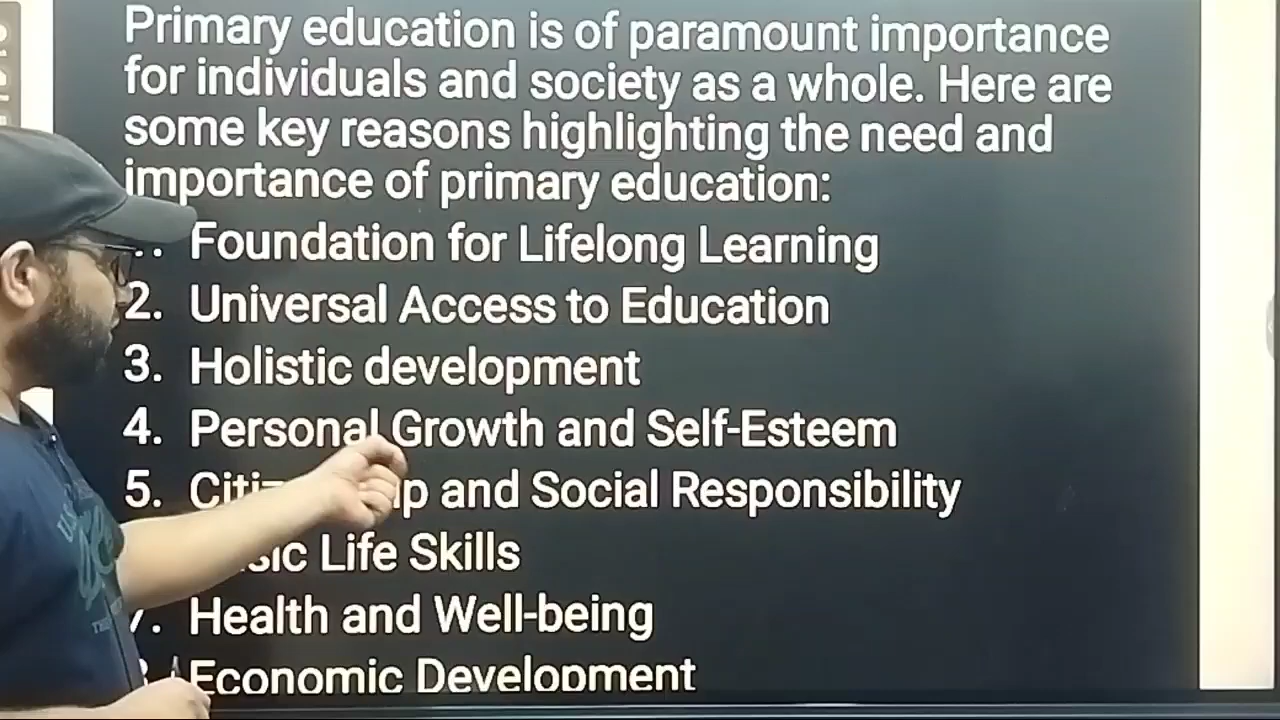 Primary education is of paramount importance
for individuals and society as a whole. Here are
some key reasons highlighting the need and
importance of primary education:
Foundation for Lifelong Learning
2. Universal Access to Education
3. Holistic development
4. Personal Growth and Self-Esteem
5. and Social Responsibility
Life Skills
Health and Well-being
Economic Development